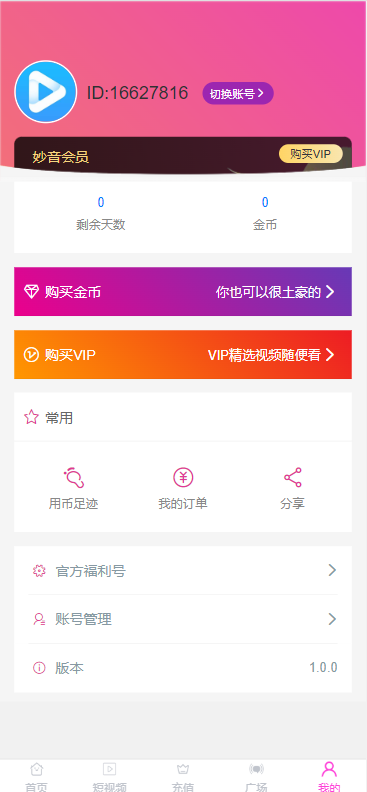 ID:16627816 切换账号
妙音会员 购买VIP
0 0
剩余天数 金币
购买金币 你也可以很土豪的
购买VIP VIP精选视频随便看
常用
用币足迹 我的订单 分享
官方福利号
账号管理
版本 1.0.0
首页 短视频 充值 广场 我的